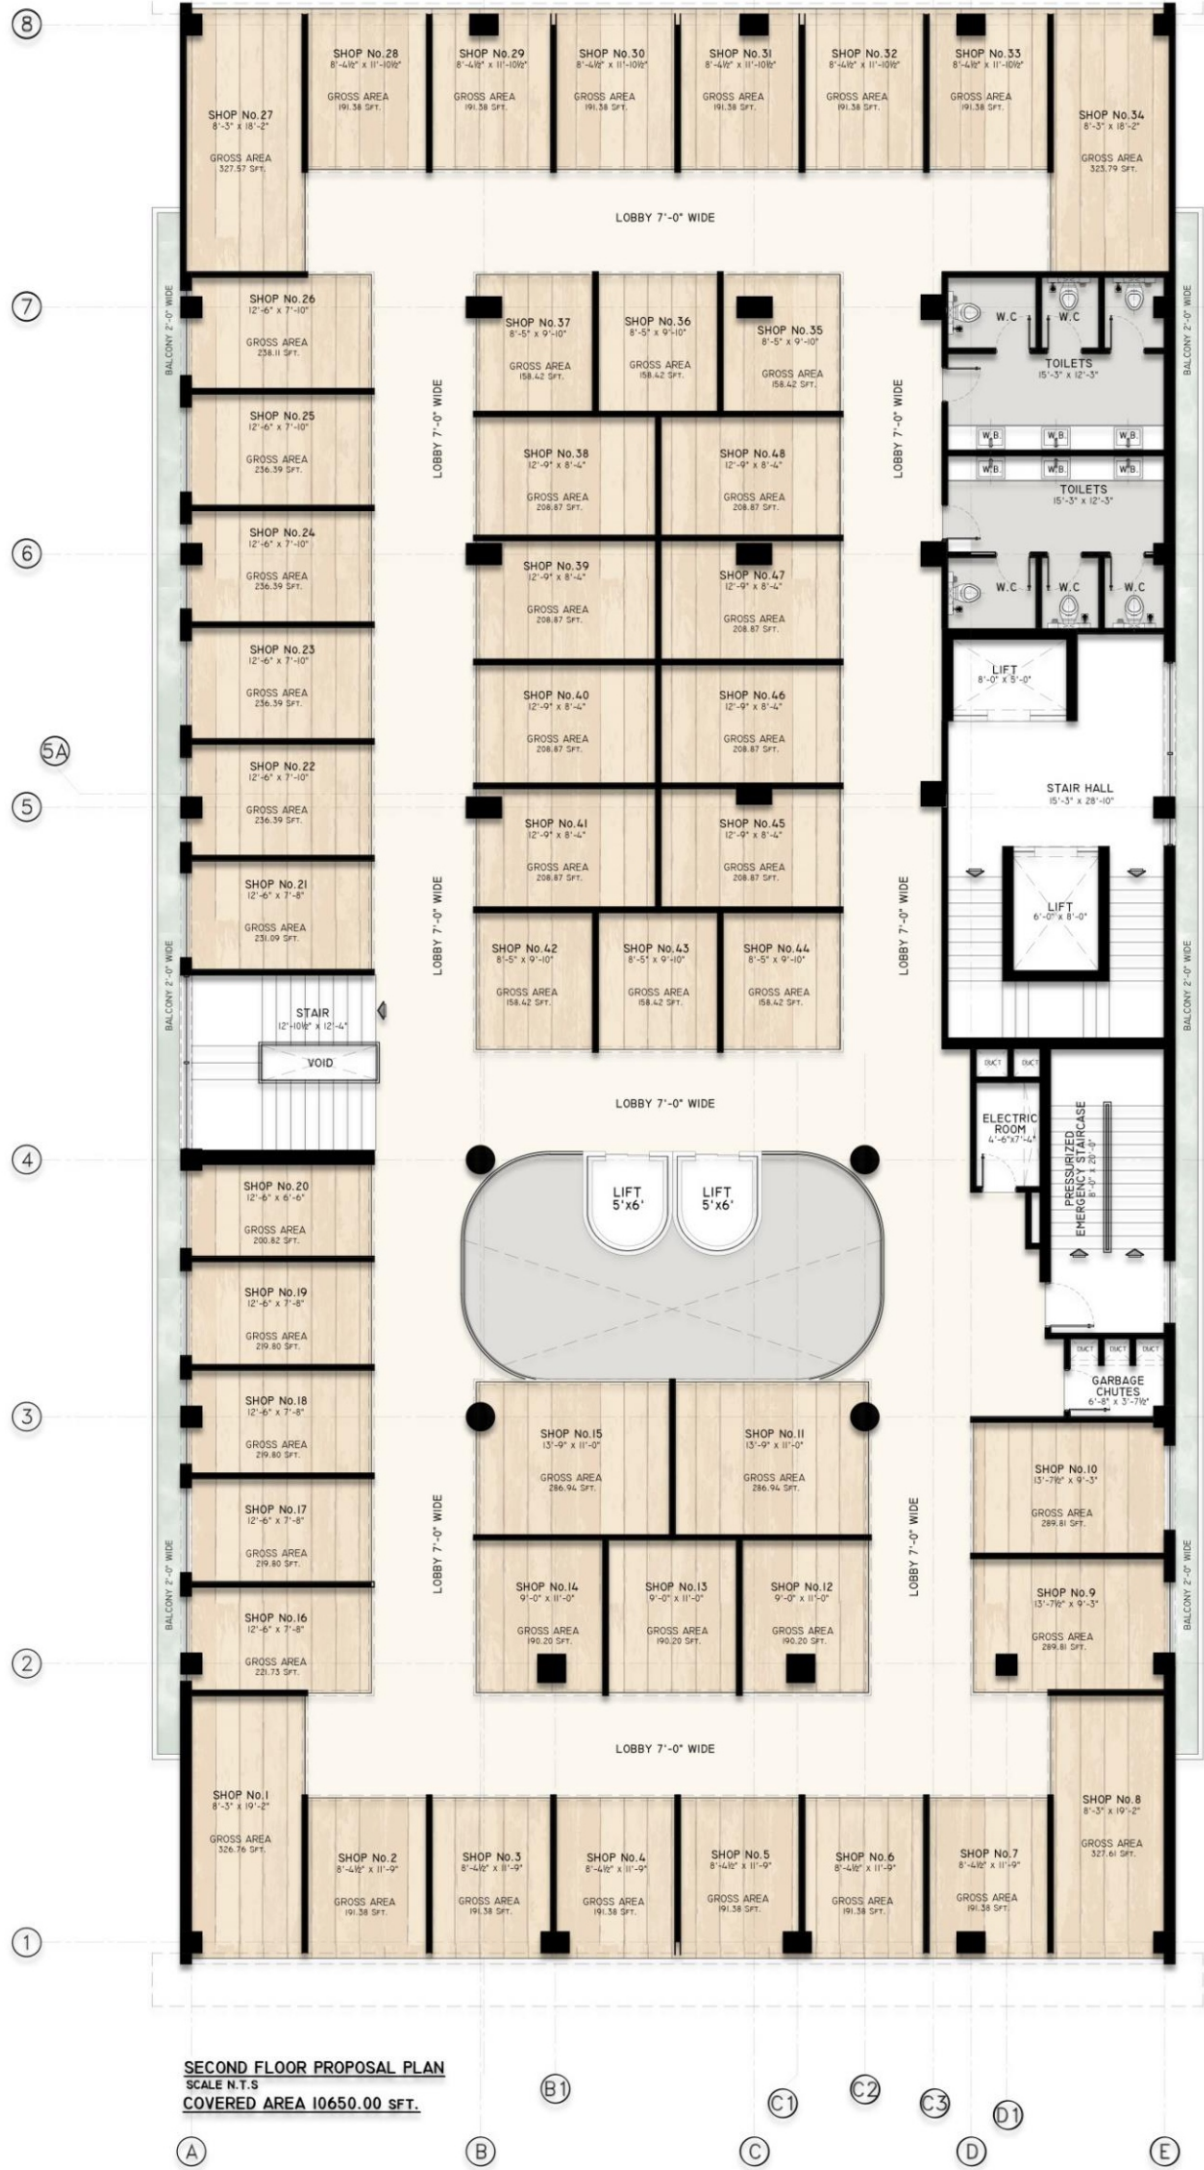 8
SHOP No.27
8'-3" x 18'-2"
GROSS AREA
327.57 SFT.
SHOP No.28
8'-4½" x 11'-10½"
GROSS AREA
191.38 SFT.
SHOP No.29
8'-4½" x 11'-10½"
GROSS AREA
191.38 SFT.
SHOP No.30
8'-4½" x 11'-10½"
GROSS AREA
191.38 SFT.
SHOP No.31
8'-4½" x 11'-10½"
GROSS AREA
191.38 SFT.
SHOP No.32
8'-4½" x 11'-10½"
GROSS AREA
191.38 SFT.
SHOP No.33
8'-4½" x 11'-10½"
GROSS AREA
191.38 SFT.
SHOP No.34
8'-3" x 18'-2"
GROSS AREA
323.79 SFT.
LOBBY 7'-0" WIDE
7
BALCONY 2'-0" WIDE
SHOP No.26
12'-6" x 7'-10"
GROSS AREA
238.11 SFT.
SHOP No.25
12'-6" x 7'-10"
GROSS AREA
236.39 SFT.
LOBBY 7'-0" WIDE
SHOP No.37
8'-5" x 9'-10"
GROSS AREA
158.42 SFT.
SHOP No.36
8'-5" x 9'-10"
GROSS AREA
158.42 SFT.
SHOP No.35
8'-5" x 9'-10"
GROSS AREA
158.42 SFT.
SHOP No.38
12'-9" x 8'-4"
GROSS AREA
208.87 SFT.
SHOP No.48
12'-9" x 8'-4"
GROSS AREA
208.87 SFT.
LOBBY 7'-0" WIDE
W.C
W.C
W.C
TOILETS
15'-3" x 12'-3"
W.B.
W.B.
W.B.
W.B.
W.B.
W.B.
TOILETS
15'-3" x 12'-3"
W.C
W.C
W.C
BALCONY 2'-0" WIDE
6
SHOP No.24
12'-6" x 7'-10"
GROSS AREA
236.39 SFT.
SHOP No.39
12'-9" x 8'-4"
GROSS AREA
208.87 SFT.
SHOP No.47
12'-9" x 8'-4"
GROSS AREA
208.87 SFT.
SHOP No.23
12'-6" x 7'-10"
GROSS AREA
236.39 SFT.
SHOP No.40
12'-9" x 8'-4"
GROSS AREA
208.87 SFT.
SHOP No.46
12'-9" x 8'-4"
GROSS AREA
208.87 SFT.
LIFT
8'-0" x 5'-0"
5A
5
SHOP No.22
12'-6" x 7'-10"
GROSS AREA
236.39 SFT.
SHOP No.41
12'-9" x 8'-4"
GROSS AREA
208.87 SFT.
SHOP No.45
12'-9" x 8'-4"
GROSS AREA
208.87 SFT.
STAIR HALL
15'-3" x 28'-10"
SHOP No.21
12'-6" x 7'-8"
GROSS AREA
231.09 SFT.
LOBBY 7'-0" WIDE
SHOP No.42
8'-5" x 9'-10"
GROSS AREA
158.42 SFT.
SHOP No.43
8'-5" x 9'-10"
GROSS AREA
158.42 SFT.
SHOP No.44
8'-5" x 9'-10"
GROSS AREA
158.42 SFT.
LOBBY 7'-0" WIDE
LIFT
6'-0" x 8'-0"
BALCONY 2'-0" WIDE
BALCONY 2'-0" WIDE
STAIR
12'-10½" x 12'-4"
VOID
LOBBY 7'-0" WIDE
DUCT
DUCT
ELECTRIC
ROOM
4'-6"x7'-4"
PRESSURIZED
EMERGENCY STAIRCASE
8'-0" x 20'-0"
4
SHOP No.20
12'-6" x 6'-6"
GROSS AREA
200.82 SFT.
LIFT
5'x6'
LIFT
5'x6'
SHOP No.19
12'-6" x 7'-8"
GROSS AREA
219.80 SFT.
DUCT
DUCT
DUCT
GARBAGE
CHUTES
6'-8" x 3'-7½"
3
SHOP No.18
12'-6" x 7'-8"
GROSS AREA
219.80 SFT.
SHOP No.15
13'-9" x 11'-0"
GROSS AREA
286.94 SFT.
SHOP No.11
13'-9" x 11'-0"
GROSS AREA
286.94 SFT.
SHOP No.10
13'-7½" x 9'-3"
GROSS AREA
289.81 SFT.
BALCONY 2'-0" WIDE
SHOP No.17
12'-6" x 7'-8"
GROSS AREA
219.80 SFT.
LOBBY 7'-0" WIDE
SHOP No.14
9'-0" x 11'-0"
GROSS AREA
190.20 SFT.
SHOP No.13
9'-0" x 11'-0"
GROSS AREA
190.20 SFT.
SHOP No.12
9'-0" x 11'-0"
GROSS AREA
190.20 SFT.
LOBBY 7'-0" WIDE
SHOP No.9
13'-7½" x 9'-3"
GROSS AREA
289.81 SFT.
BALCONY 2'-0" WIDE
2
SHOP No.16
12'-6" x 7'-8"
GROSS AREA
221.73 SFT.
LOBBY 7'-0" WIDE
SHOP No.1
8'-3" x 19'-2"
GROSS AREA
326.76 SFT.
SHOP No.2
8'-4½" x 11'-9"
GROSS AREA
191.38 SFT.
SHOP No.3
8'-4½" x 11'-9"
GROSS AREA
191.38 SFT.
SHOP No.4
8'-4½" x 11'-9"
GROSS AREA
191.38 SFT.
SHOP No.5
8'-4½" x 11'-9"
GROSS AREA
191.38 SFT.
SHOP No.6
8'-4½" x 11'-9"
GROSS AREA
191.38 SFT.
SHOP No.7
8'-4½" x 11'-9"
GROSS AREA
191.38 SFT.
SHOP No.8
8'-3" x 19'-2"
GROSS AREA
327.61 SFT.
1
SECOND FLOOR PROPOSAL PLAN
SCALE N.T.S
COVERED AREA 10650.00 SFT.
B1
C1
C2
C3
D1
A
B
C
D
E